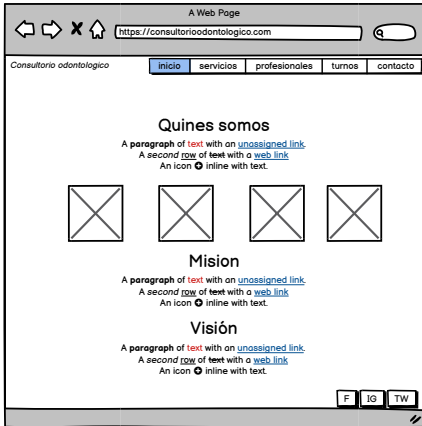 A Web Page
https://consultorioodontologico.com
Consultorio odontologico inicio servicios profesionales turnos contacto
Quines somos
A paragraph of text with an unassigned link.
A second row of text with a web link
An icon inline with text.
Mision
A paragraph of text with an unassigned link.
A second row of text with a web link
An icon inline with text.
Visión
A paragraph of text with an unassigned link.
A second row of text with a web link
An icon inline with text.
F IG TW